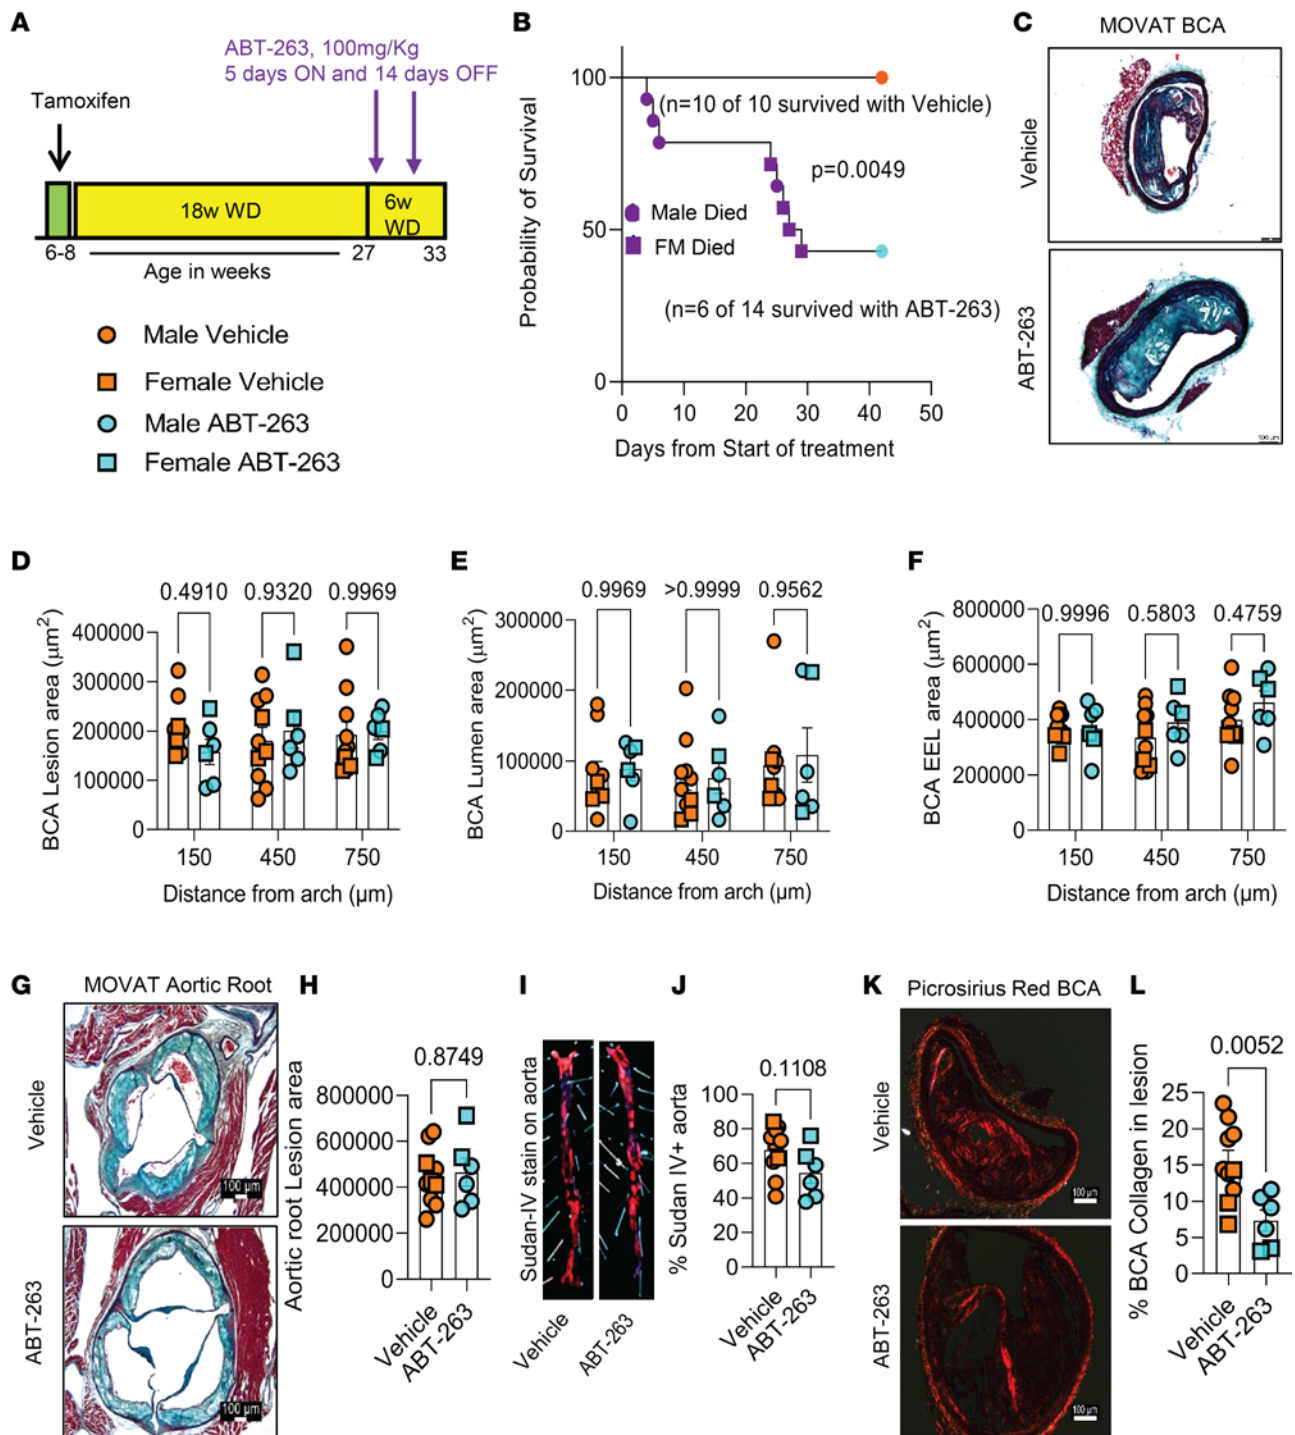 A
ABT-263, 100mg/Kg
5 days ON and 14 days OFF
Tamoxifen
18w WD
6w
WD
6-8
27
33
Age in weeks
Male Vehicle
Female Vehicle
Male ABT-263
Female ABT-263
B
Probability of Survival
100
50
0
(n=10 of 10 survived with Vehicle)
p=0.0049
Male Died
FM Died
(n=6 of 14 survived with ABT-263)
0 10 20 30 40 50
Days from Start of treatment
C
MOVAT BCA
Vehicle
ABT-263
100 µm
D
0.4910 0.9320 0.9969
BCA Lesion area (µm²)
400000
300000
200000
100000
0
150 450 750
Distance from arch (µm)
E
0.9969 >0.9999 0.9562
BCA Lumen area (µm²)
300000
200000
100000
0
150 450 750
Distance from arch (µm)
F
0.9996 0.5803 0.4759
BCA EEL area (µm²)
800000
600000
400000
200000
0
150 450 750
Distance from arch (µm)
G
MOVAT Aortic Root
Vehicle
100 µm
ABT-263
100 µm
H
Aortic root Lesion area
0.8749
800000
600000
400000
200000
0
Vehicle
ABT-263
I
Sudan-IV stain on aorta
Vehicle
ABT-263
J
% Sudan IV+ aorta
0.1108
100
80
60
40
20
0
Vehicle
ABT-263
K
Picrosirius Red BCA
Vehicle
100 µm
ABT-263
100 µm
L
% BCA Collagen in lesion
0.0052
25
20
15
10
5
0
Vehicle
ABT-263